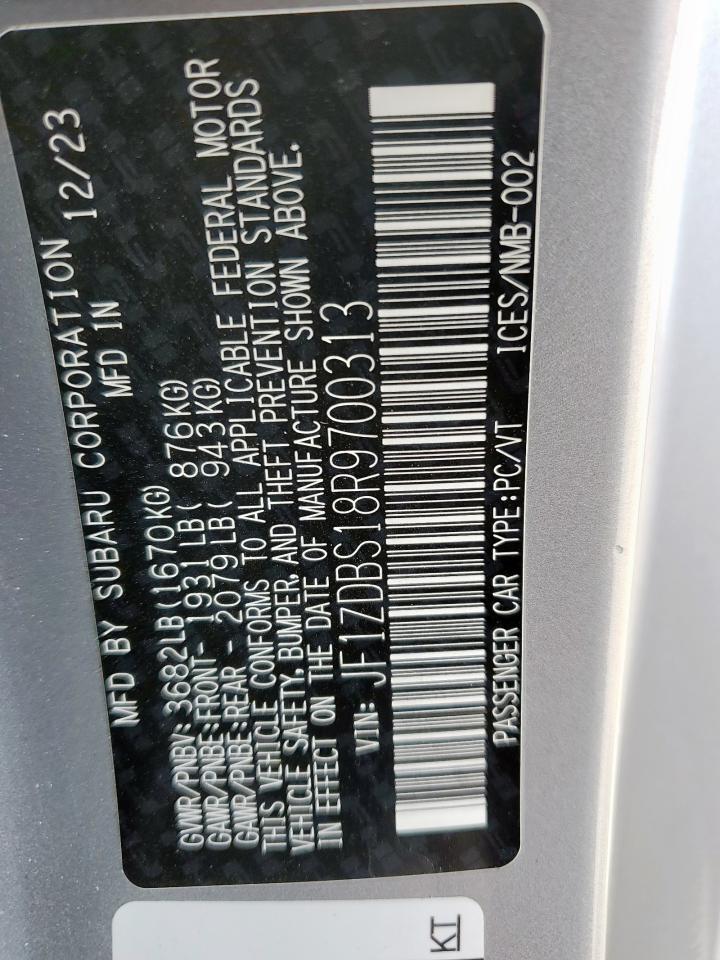 MFD BY SUBARU CORPORATION
MFD IN 12/23
GVWR/PNBV: 3682LB(1670KG)
GAWR/PNBE:FRONT- 1931LB( 876KG)
GAWR/PNBE:REAR - 2079LB( 943KG)
THIS VEHICLE CONFORMS TO ALL APPLICABLE FEDERAL MOTOR
VEHICLE SAFETY, BUMPER, AND THEFT PREVENTION STANDARDS
IN EFFECT ON THE DATE OF MANUFACTURE SHOWN ABOVE.
VIN: JF1ZDBS18R9700313
PASSENGER CAR TYPE:PC/VT ICES/NMB-002
KI